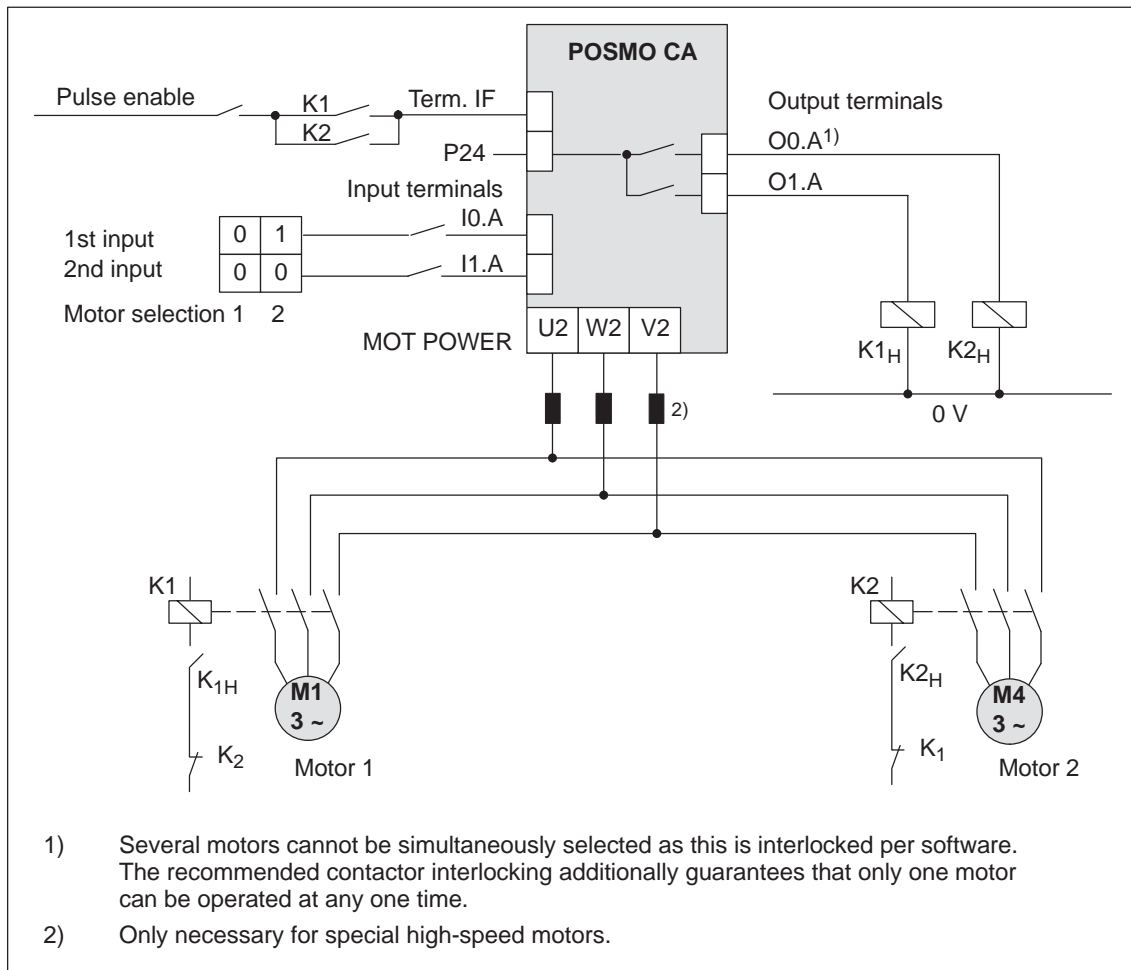 POSMO CA
Pulse enable
K1
K2
Term. IF
Output terminals
P24
O0.A1)
O1.A
Input terminals
I0.A
I1.A
1st input 0 1
2nd input 0 0
Motor selection 1 2
MOT POWER
U2 W2 V2
K1H K2H
2)
0 V
K1
K2
K1H
K2H
M1
3 ~
M4
3 ~
K2
K1
Motor 1
Motor 2
1) Several motors cannot be simultaneously selected as this is interlocked per software.
The recommended contactor interlocking additionally guarantees that only one motor
can be operated at any one time.
2) Only necessary for special high-speed motors.